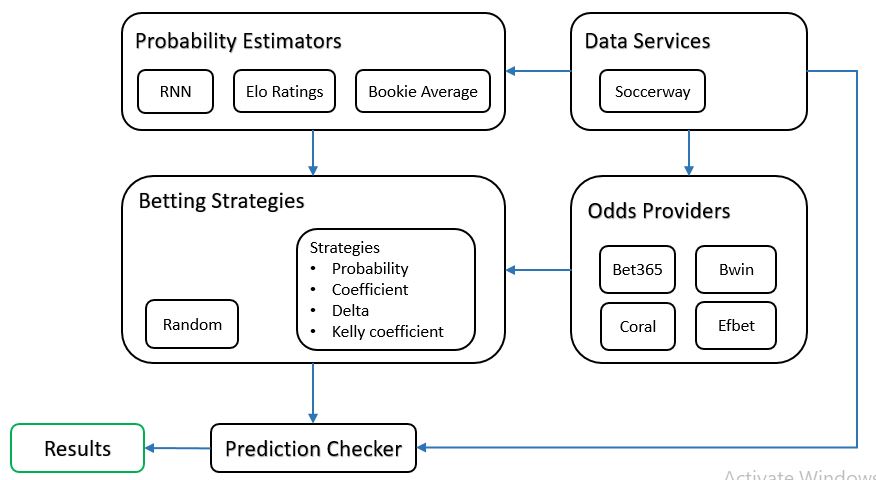 Probability Estimators
RNN
Elo Ratings
Bookie Average
Data Services
Soccerway
Betting Strategies
Random
Strategies
• Probability
• Coefficient
• Delta
• Kelly coefficient
Odds Providers
Bet365
Bwin
Coral
Efbet
Results
Prediction Checker
Activate Windows